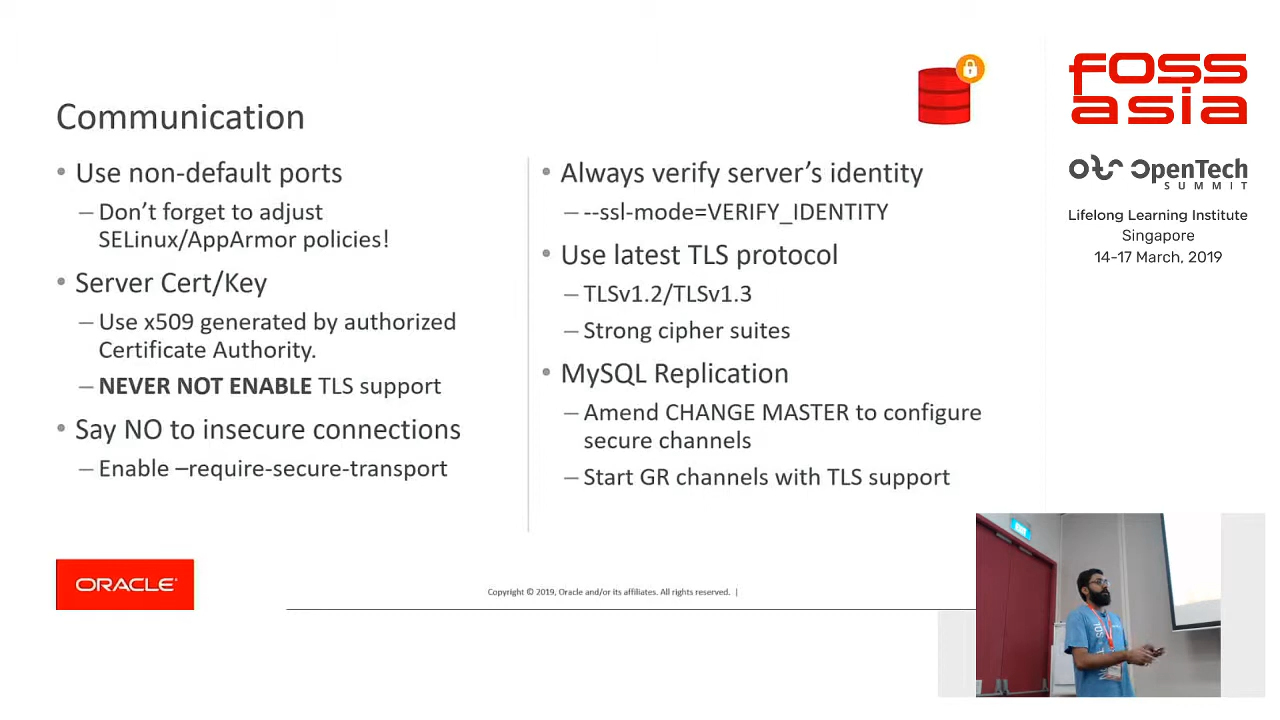 Communication
• Use non-default ports
– Don't forget to adjust
SELinux/AppArmor policies!
• Server Cert/Key
– Use x509 generated by authorized
Certificate Authority.
– NEVER NOT ENABLE TLS support
• Say NO to insecure connections
– Enable –require-secure-transport
• Always verify server's identity
– --ssl-mode=VERIFY_IDENTITY
• Use latest TLS protocol
– TLSv1.2/TLSv1.3
– Strong cipher suites
• MySQL Replication
– Amend CHANGE MASTER to configure
secure channels
– Start GR channels with TLS support
ORACLE
Copyright © 2019, Oracle and/or its affiliates. All rights reserved. |
FOSS
asia
OpenTech
SUMMIT
Lifelong Learning Institute
Singapore
14-17 March, 2019